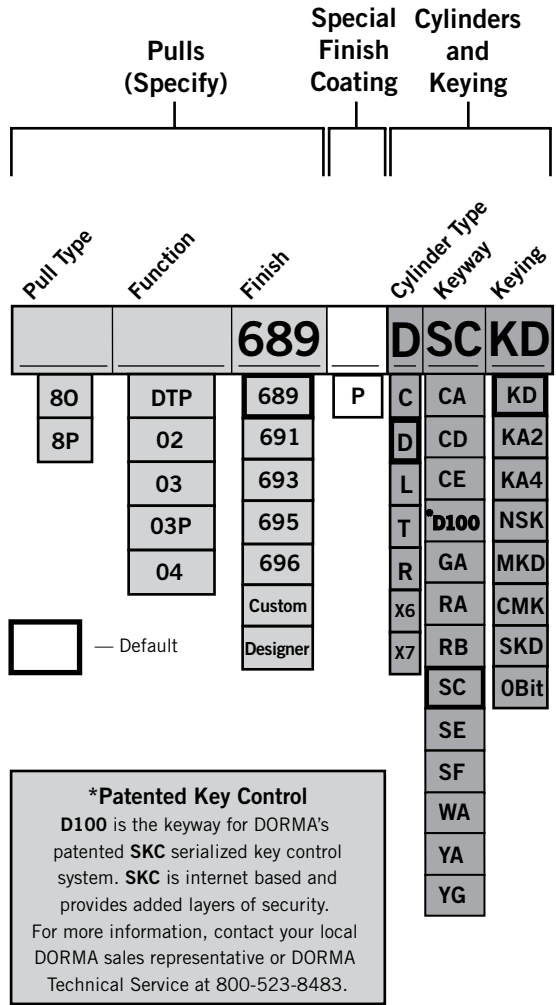 Pulls
(Specify)
Special
Finish
Coating
Cylinders
and
Keying
Pull Type
Function
Finish
Cylinder Type
Keyway
Keying
689 D SC KD
80 DTP 689 P C CA KD
8P 02 691 D CD KA2
03 693 L CE KA4
03P 695 T *D100 NSK
04 696 R GA MKD
Custom X6 RA CMK
Designer X7 RB SKD
SC 0Bit
— Default
SE
SF
WA
YA
YG
*Patented Key Control
D100 is the keyway for DORMA's
patented SKC serialized key control
system. SKC is internet based and
provides added layers of security.
For more information, contact your local
DORMA sales representative or DORMA
Technical Service at 800-523-8483.